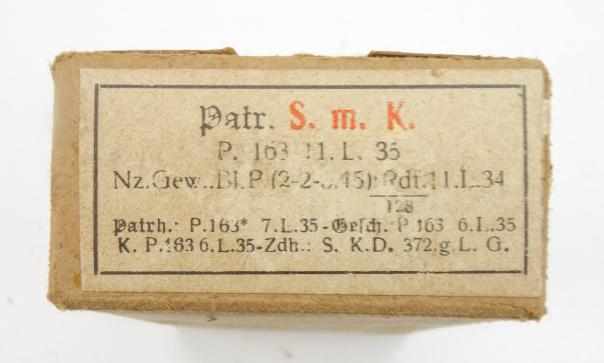 Patr. S. m. K.
P. 163 11. L. 35
Nz.Gew..Bl.P.(2-2-0,45): Rdf.11.L.34
128
Patrh.: P.163* 7.L.35-Gesch.: P.163 6.L.35
K. P.163 6.L.35-Zdh.: S. K.D. 372.g L. G.